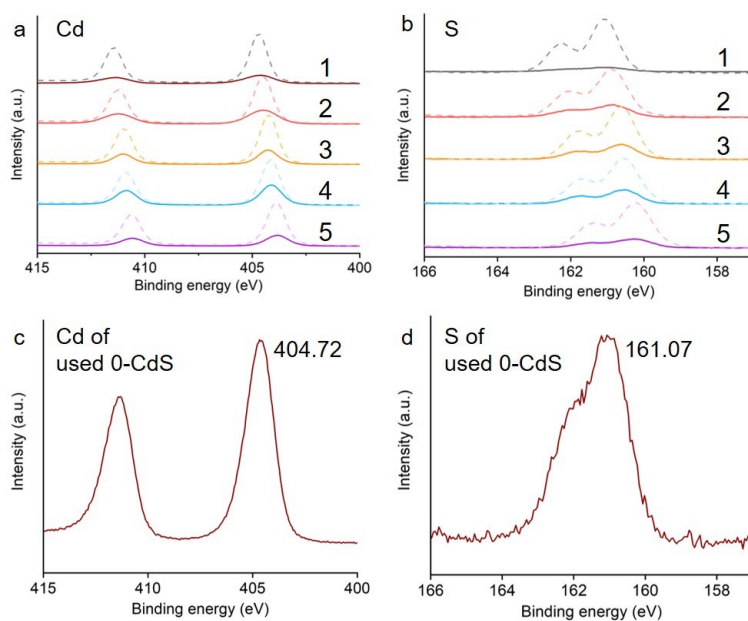 a Cd
1
2
3
4
5
Intensity (a.u.)
415 410 405 400
Binding energy (eV)
b S
1
2
3
4
5
Intensity (a.u.)
166 164 162 160 158
Binding energy (eV)
c Cd of
used 0-CdS
404.72
Intensity (a.u.)
415 410 405 400
Binding energy (eV)
d S of
used 0-CdS
161.07
Intensity (a.u.)
166 164 162 160 158
Binding energy (eV)